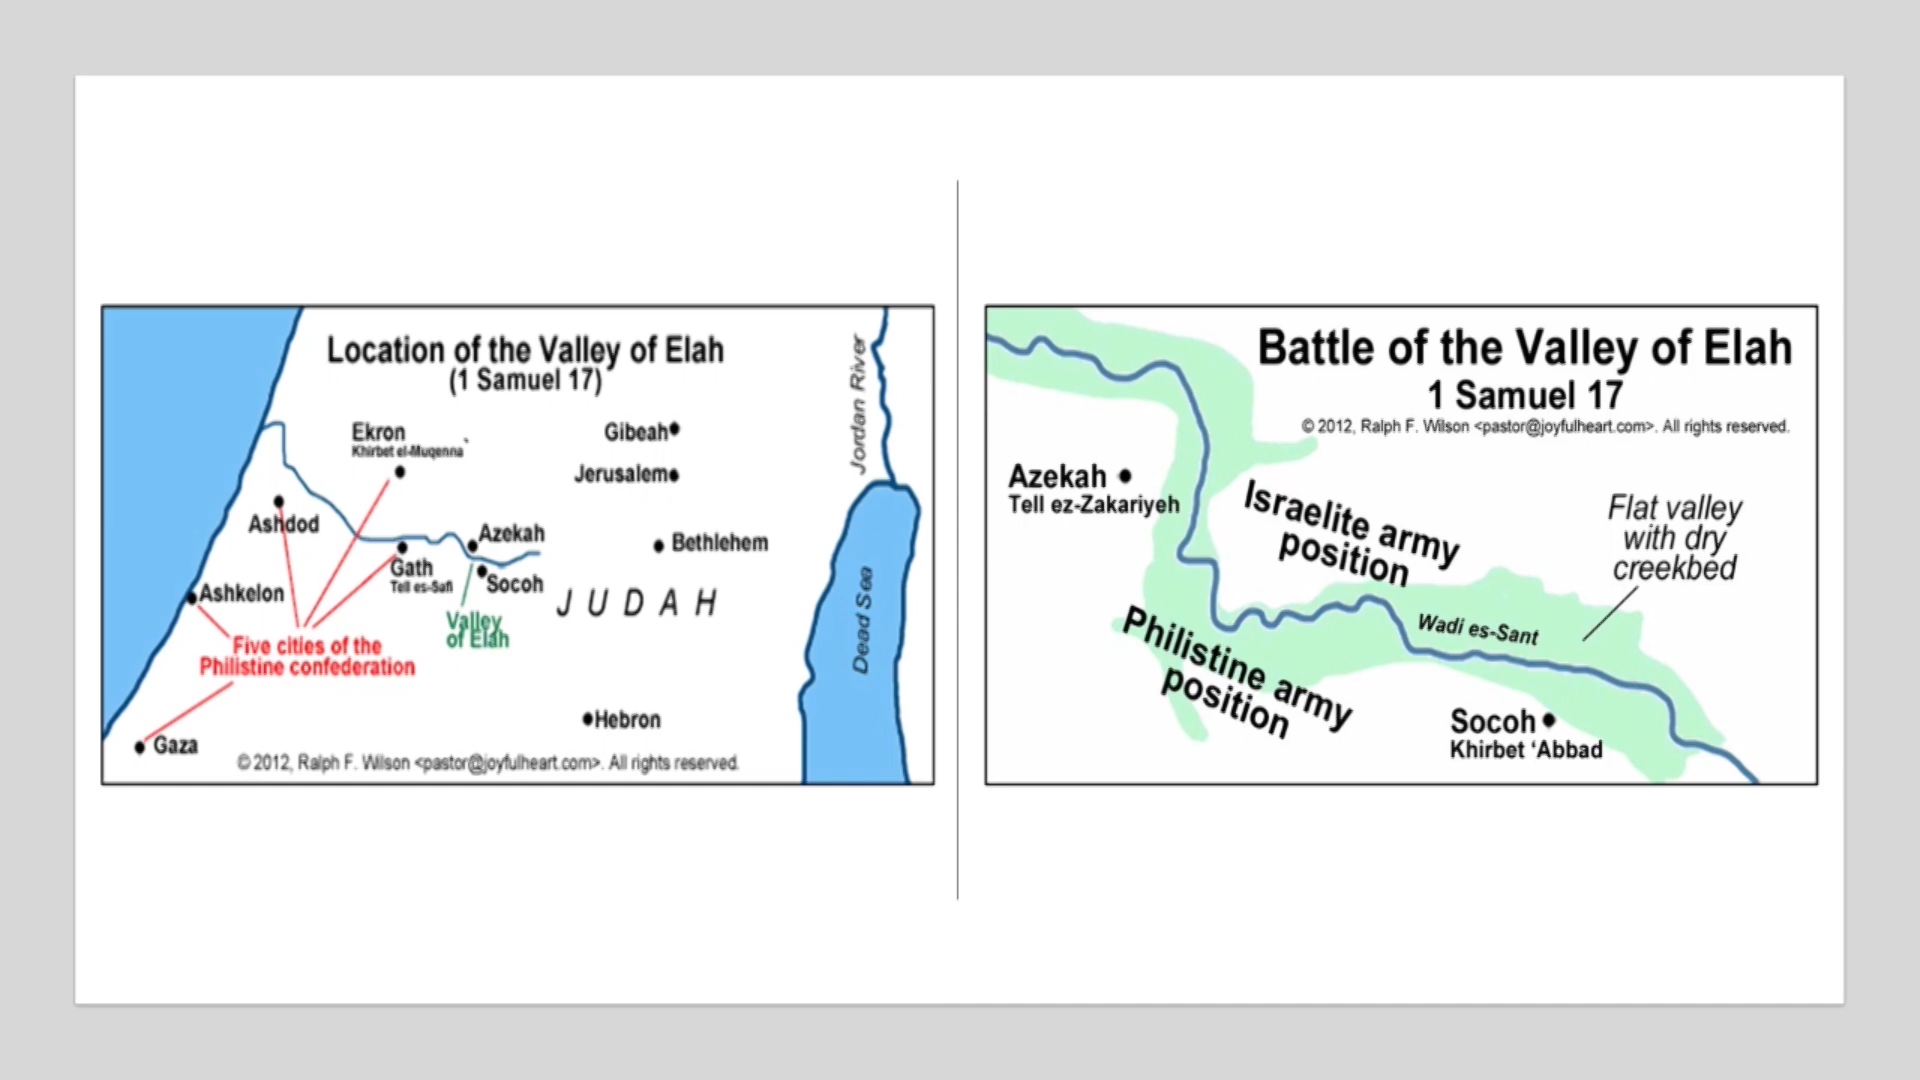 Location of the Valley of Elah
(1 Samuel 17)
Jordan River
Ekron
Khirbet el-Muqenna`
Gibeah
Jerusalem
Ashdod
Azekah
Bethlehem
Gath
Tell es-Safi
Socoh
Ashkelon
JUDAH
Valley
of Elah
Dead Sea
Five cities of the
Philistine confederation
Hebron
Gaza
© 2012, Ralph F. Wilson <pastor@joyfulheart.com>. All rights reserved.
Battle of the Valley of Elah
1 Samuel 17
© 2012, Ralph F. Wilson <pastor@joyfulheart.com>. All rights reserved.
Azekah
Tell ez-Zakariyeh
Israelite army
position
Flat valley
with dry
creekbed
Philistine army
position
Wadi es-Sant
Socoh
Khirbet ‘Abbad